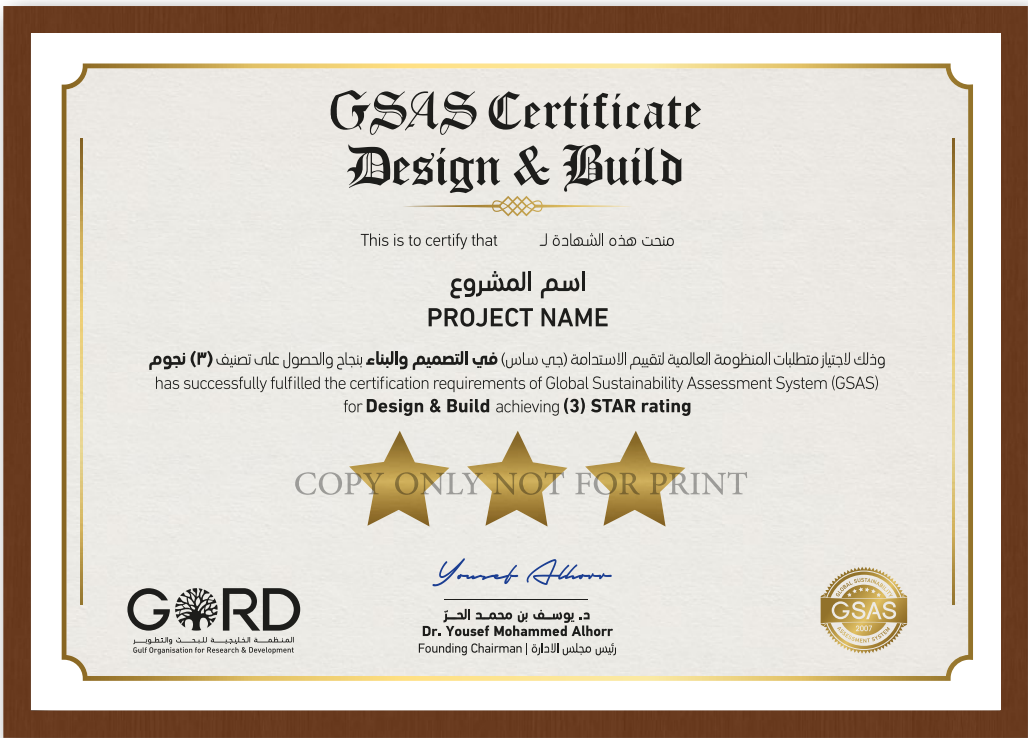 GSAS Certificate
Design & Build
This is to certify that منحت هذه الشهادة لـ
اسم المشروع
PROJECT NAME
وذلك لاجتياز متطلبات المنظومة العالمية لتقييم الاستدامة (جي ساس) في التصميم والبناء بنجاح والحصول على تصنيف (٣) نجوم
has successfully fulfilled the certification requirements of Global Sustainability Assessment System (GSAS)
for Design & Build achieving (3) STAR rating
COPY ONLY NOT FOR PRINT
Yousef Alhorr
د. يوسف بن محمد الحرّ
Dr. Yousef Mohammed Alhorr
Founding Chairman | رئيس مجلس الادارة
GORD
المنظمة الخليجية للبحث والتطوير
Gulf Organisation for Research & Development
GLOBAL SUSTAINABILITY
GSAS
2007
ASSESSMENT SYSTEM